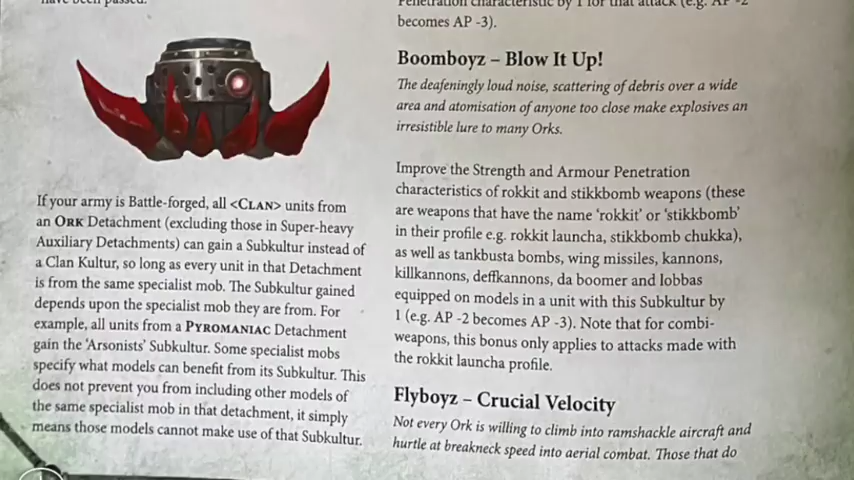 have been passed.
If your army is Battle-forged, all <CLAN> units from
an ORK Detachment (excluding those in Super-heavy
Auxiliary Detachments) can gain a Subkultur instead of
a Clan Kultur, so long as every unit in that Detachment
is from the same specialist mob. The Subkultur gained
depends upon the specialist mob they are from. For
example, all units from a PYROMANIAC Detachment
gain the 'Arsonists' Subkultur. Some specialist mobs
specify what models can benefit from its Subkultur. This
does not prevent you from including other models of
the same specialist mob in that detachment, it simply
means those models cannot make use of that Subkultur.
Penetration characteristic by 1 for that attack (e.g. AP -2
becomes AP -3).
Boomboyz – Blow It Up!
The deafeningly loud noise, scattering of debris over a wide
area and atomisation of anyone too close make explosives an
irresistible lure to many Orks.
Improve the Strength and Armour Penetration
characteristics of rokkit and stikkbomb weapons (these
are weapons that have the name 'rokkit' or 'stikkbomb'
in their profile e.g. rokkit launcha, stikkbomb chukka),
as well as tankbusta bombs, wing missiles, kannons,
killkannons, deffkannons, da boomer and lobbas
equipped on models in a unit with this Subkultur by
1 (e.g. AP -2 becomes AP -3). Note that for combi-
weapons, this bonus only applies to attacks made with
the rokkit launcha profile.
Flyboyz – Crucial Velocity
Not every Ork is willing to climb into ramshackle aircraft and
hurtle at breakneck speed into aerial combat. Those that do